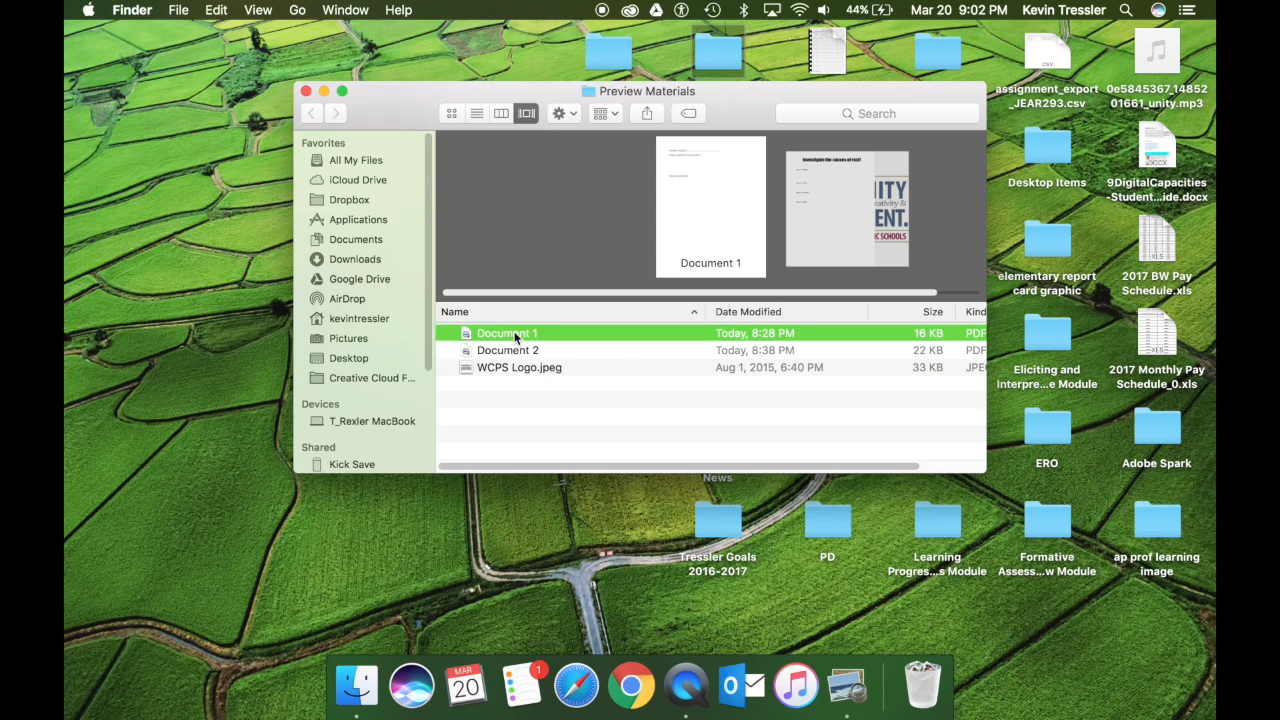 Finder File Edit View Go Window Help
44% Mar 20 9:02 PM Kevin Tressler
CSV
assignment_export
_JEAR293.csv
0e5845367_14852
01661_unity.mp3
Preview Materials
Search
Favorites
All My Files
iCloud Drive
Dropbox
Applications
Documents
Downloads
Google Drive
AirDrop
kevintressler
Pictures
Desktop
Creative Cloud F...
Devices
T_Rexler MacBook
Shared
Kick Save
Document 1
Investigate the causes of rust!
Name Date Modified Size Kind
Document 1 Today, 8:28 PM 16 KB PDF
Document 2 Today, 8:38 PM 22 KB PDF
WCPS Logo.jpeg Aug 1, 2015, 6:40 PM 33 KB JPE
Desktop Items
DOCX
9DigitalCapacities
-Student...ide.docx
elementary report
card graphic
XLS
2017 BW Pay
Schedule.xls
Eliciting and
Interpre...e Module
XLS
2017 Monthly Pay
Schedule_0.xls
ERO
Adobe Spark
News
Tressler Goals
2016-2017
PD
Learning
Progres...s Module
Formative
Assess...w Module
ap prof learning
image
MAR
20
1